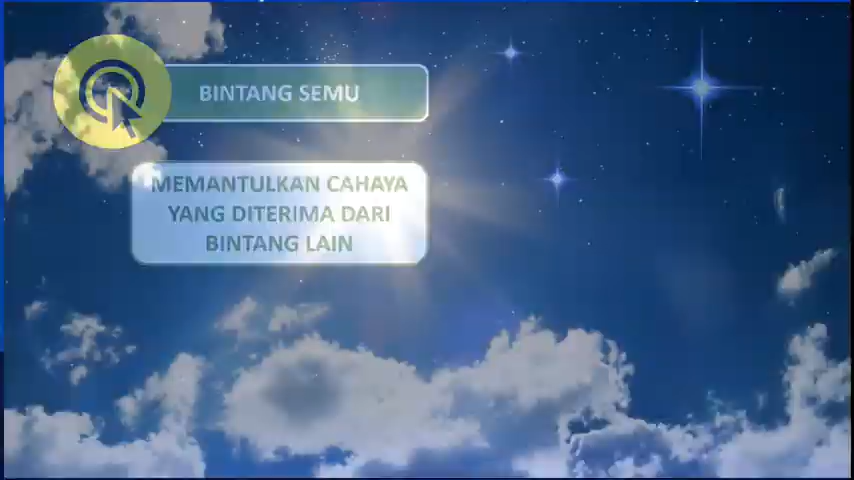 BINTANG SEMU
MEMANTULKAN CAHAYA
YANG DITERIMA DARI
BINTANG LAIN